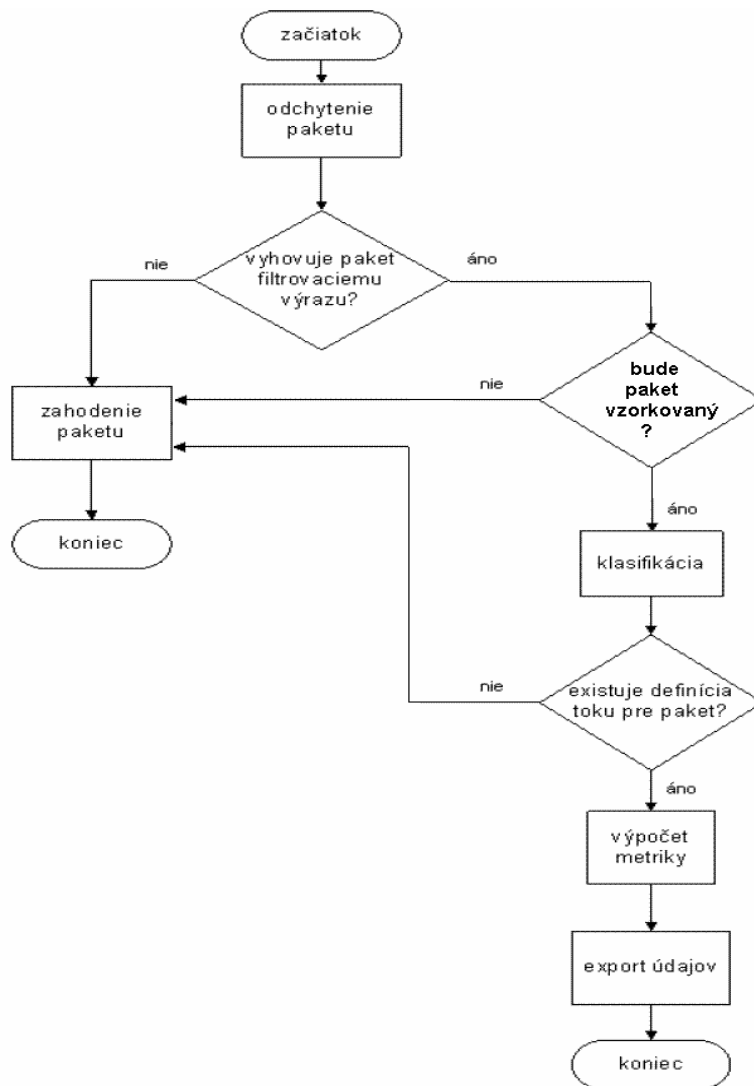 začiatok
odchytenie
paketu
nie
vyhovuje paket
filtrovaciemu
výrazu?
áno
nie
bude
paket
vzorkovaný
?
zahodenie
paketu
áno
koniec
klasifikácia
nie
existuje definícia
toku pre paket?
áno
výpočet
metriky
export údajov
koniec